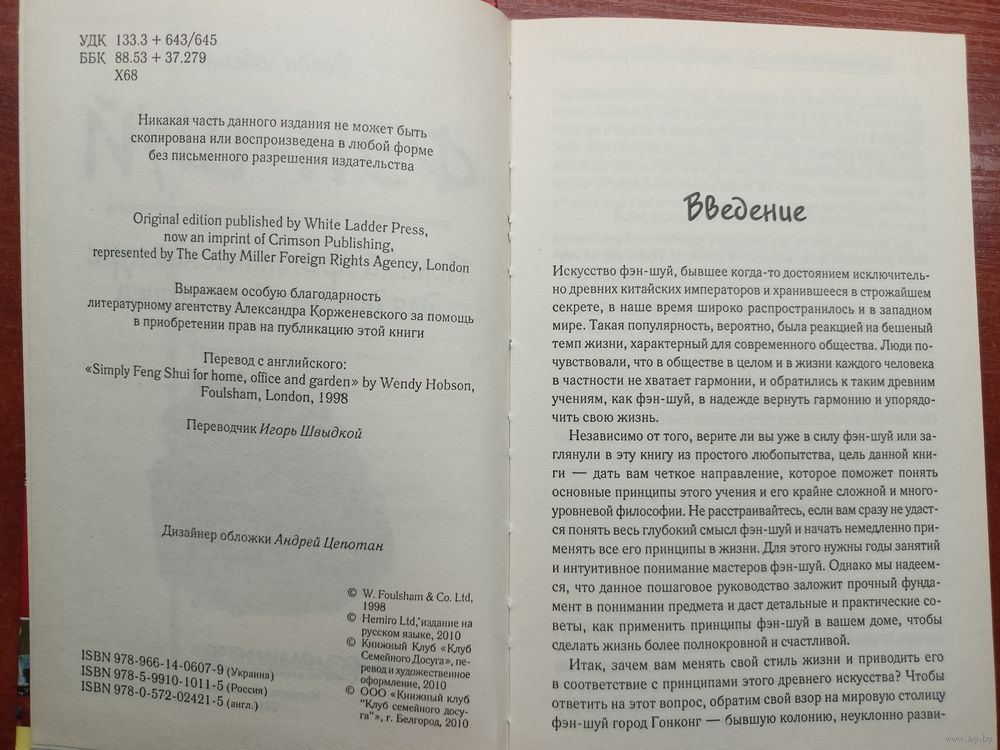 УДК 133.3 + 643/645
ББК 88.53 + 37.279
Х68
Никакая часть данного издания не может быть
скопирована или воспроизведена в любой форме
без письменного разрешения издательства
Original edition published by White Ladder Press,
now an imprint of Crimson Publishing,
represented by The Cathy Miller Foreign Rights Agency, London
Выражаем особую благодарность
литературному агентству Александра Корженевского за помощь
в приобретении прав на публикацию этой книги
Перевод с английского:
«Simply Feng Shui for home, office and garden» by Wendy Hobson,
Foulsham, London, 1998
Переводчик Игорь Швыдкой
Дизайнер обложки Андрей Цепотан
© W. Foulsham & Co. Ltd,
1998
© Hemiro Ltd, издание на
русском языке, 2010
© Книжный Клуб «Клуб
Семейного Досуга», пе-
ревод и художественное
оформление, 2010
© ООО «Книжный клуб
"Клуб семейного досу-
га"», г. Белгород, 2010
ISBN 978-966-14-0607-9 (Украина)
ISBN 978-5-9910-1011-5 (Россия)
ISBN 978-0-572-02421-5 (англ.)
Введение
Искусство фэн-шуй, бывшее когда-то достоянием исключитель-
но древних китайских императоров и хранившееся в строжайшем
секрете, в наше время широко распространилось и в западном
мире. Такая популярность, вероятно, была реакцией на бешеный
темп жизни, характерный для современного общества. Люди по-
чувствовали, что в обществе в целом и в жизни каждого человека
в частности не хватает гармонии, и обратились к таким древним
учениям, как фэн-шуй, в надежде вернуть гармонию и упорядо-
чить свою жизнь.
Независимо от того, верите ли вы уже в силу фэн-шуй или за-
глянули в эту книгу из простого любопытства, цель данной кни-
ги — дать вам четкое направление, которое поможет понять
основные принципы этого учения и его крайне сложной и много-
уровневой философии. Не расстраивайтесь, если вам сразу не удаст-
ся понять весь глубокий смысл фэн-шуй и начать немедленно при-
менять все его принципы в жизни. Для этого нужны годы занятий
и интуитивное понимание мастеров фэн-шуй. Однако мы надеем-
ся, что данное пошаговое руководство заложит прочный фунда-
мент в понимании предмета и даст детальные и практические со-
веты, как применить принципы фэн-шуй в вашем доме, чтобы
сделать жизнь более полнокровной и счастливой.
Итак, зачем вам менять свой стиль жизни и приводить его
в соответствие с принципами этого древнего искусства? Чтобы
ответить на этот вопрос, обратим свой взор на мировую столицу
фэн-шуй город Гонконг — бывшую колонию, неуклонно разви-
www.ay.by